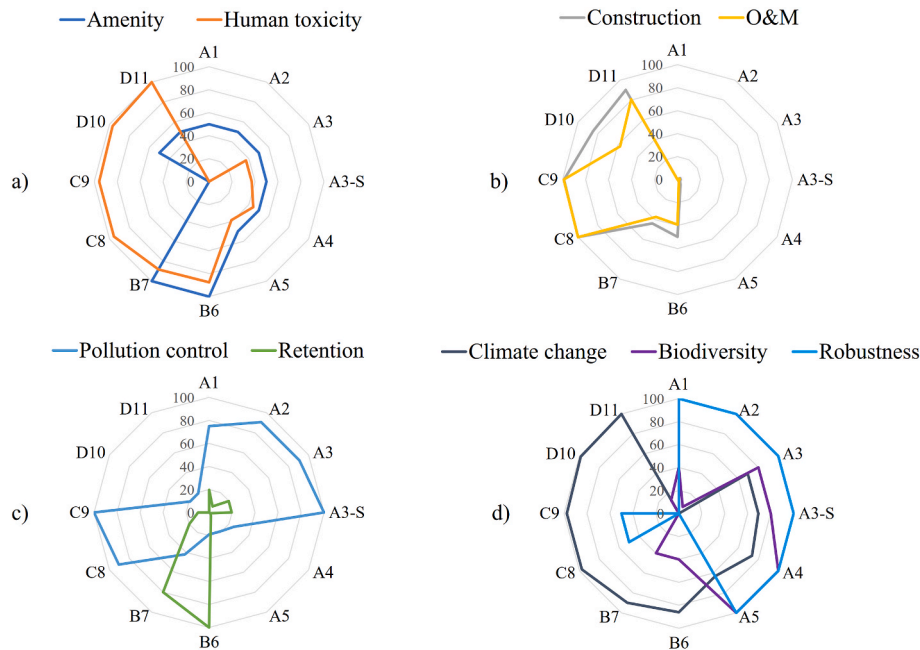 Amenity Human toxicity
A1
100
80
60
40
20
0
A2
A3
A3-S
A4
A5
B6
B7
C8
C9
D10
D11
a)
Construction O&M
A1
100
80
60
40
20
0
A2
A3
A3-S
A4
A5
B6
B7
C8
C9
D10
D11
b)
Pollution control Retention
A1
100
80
60
40
20
0
A2
A3
A3-S
A4
A5
B6
B7
C8
C9
D10
D11
c)
Climate change Biodiversity Robustness
A1
100
80
60
40
20
0
A2
A3
A3-S
A4
A5
B6
B7
C8
C9
D10
D11
d)